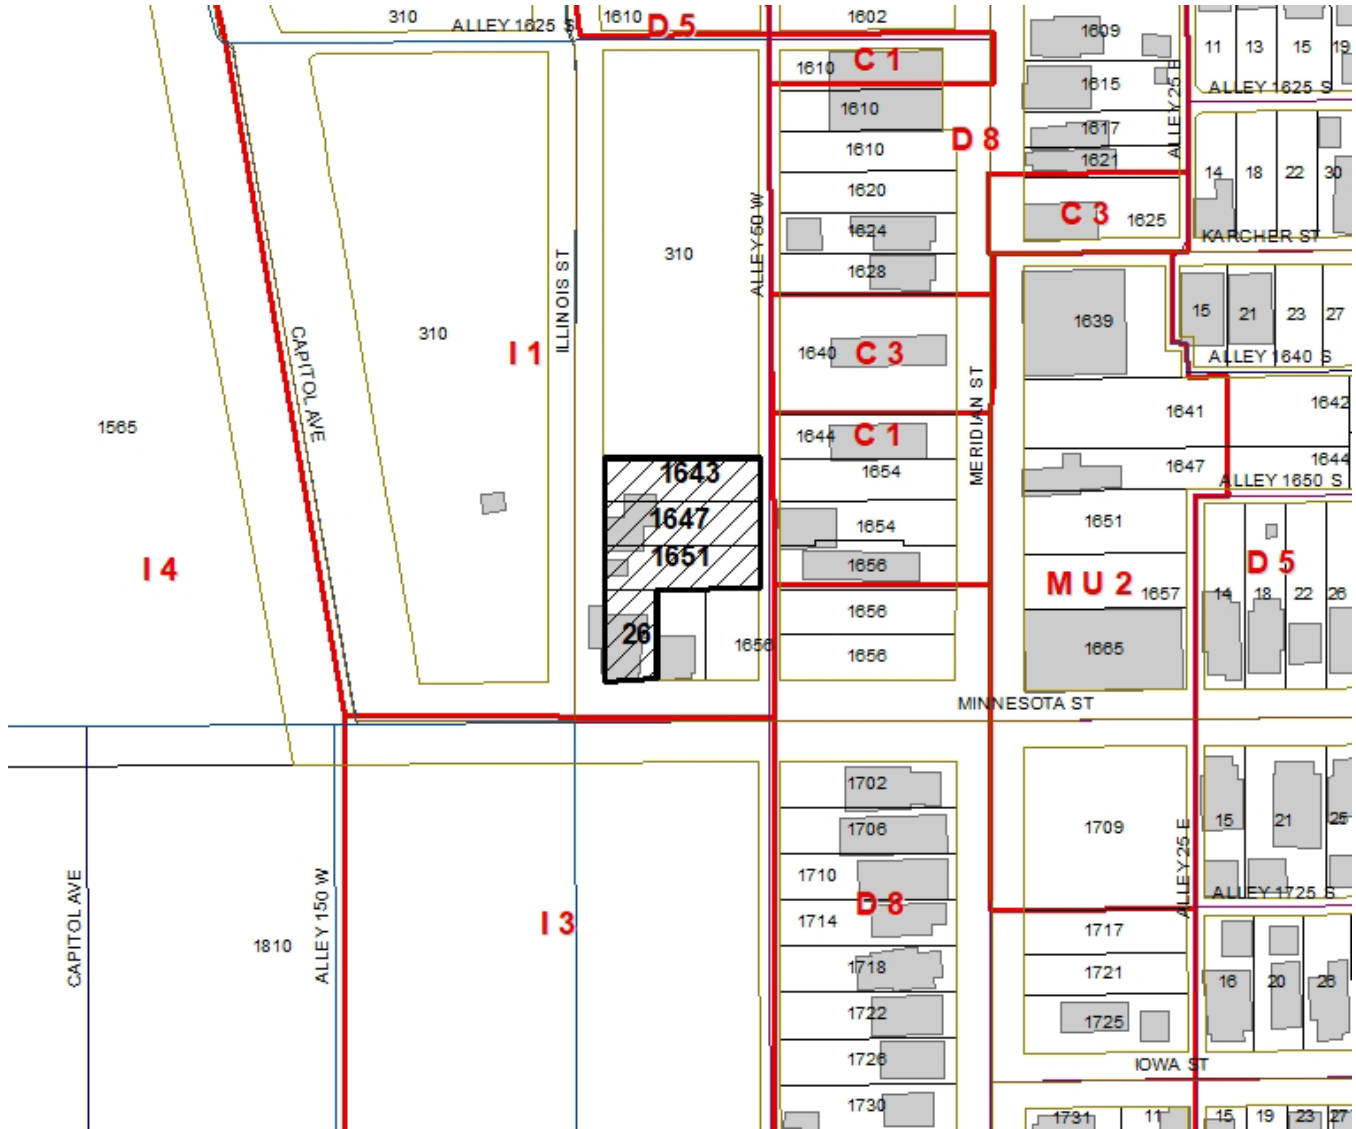 310
ALLEY 1625 S
1610
D 5
1602
1609
11
13
15
19
1610
C 1
1615
ALLEY 25 E
ALLEY 1625 S
1610
D 8
1617
1610
1621
14
18
22
30
1620
ALLEY 50 W
1624
C 3
1625
KARCHER ST
310
1628
ILLINOIS ST
310
I 1
CAPITOL AVE
1640
C 3
1639
15
21
23
27
ALLEY 1640 S
MERIDIAN ST
1565
1644
C 1
1641
1642
1643
1654
1647
1644
ALLEY 1650 S
1647
1654
1651
1651
1656
I 4
MU2
1657
D 5
14
18
22
26
1656
26
1656
1656
1665
MINNESOTA ST
1702
1706
1709
15
21
25
1710
ALLEY 25 E
ALLEY 1725 S
1714
D 8
I 3
1810
CAPITOL AVE
ALLEY 150 W
1717
1718
1721
16
20
26
1722
1725
1726
IOWA ST
1730
1731
11
15
19
23
27